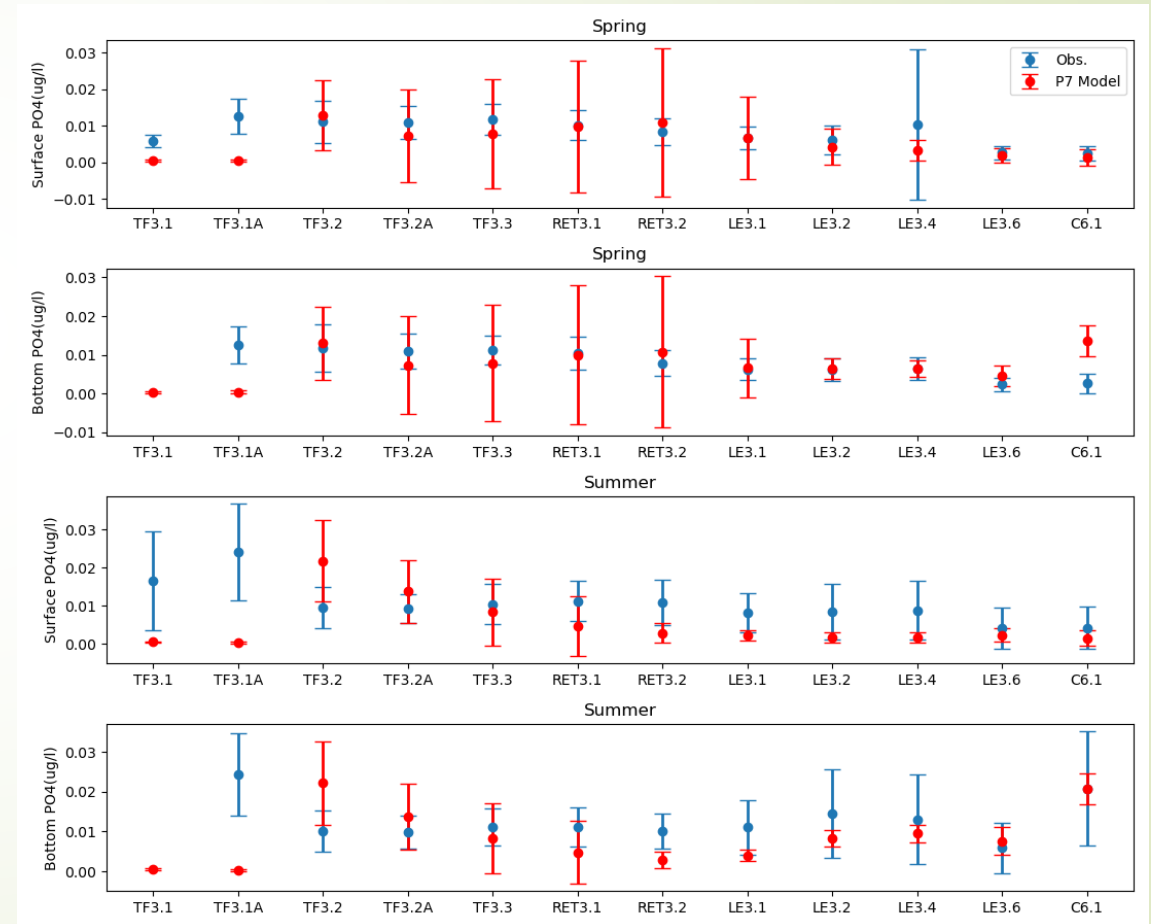 Spring
Surface PO4(ug/l)
0.03
0.02
0.01
0.00
−0.01
Obs.
P7 Model
TF3.1 TF3.1A TF3.2 TF3.2A TF3.3 RET3.1 RET3.2 LE3.1 LE3.2 LE3.4 LE3.6 C6.1
Spring
Bottom PO4(ug/l)
0.03
0.02
0.01
0.00
−0.01
TF3.1 TF3.1A TF3.2 TF3.2A TF3.3 RET3.1 RET3.2 LE3.1 LE3.2 LE3.4 LE3.6 C6.1
Summer
Surface PO4(ug/l)
0.03
0.02
0.01
0.00
TF3.1 TF3.1A TF3.2 TF3.2A TF3.3 RET3.1 RET3.2 LE3.1 LE3.2 LE3.4 LE3.6 C6.1
Summer
Bottom PO4(ug/l)
0.03
0.02
0.01
0.00
TF3.1 TF3.1A TF3.2 TF3.2A TF3.3 RET3.1 RET3.2 LE3.1 LE3.2 LE3.4 LE3.6 C6.1